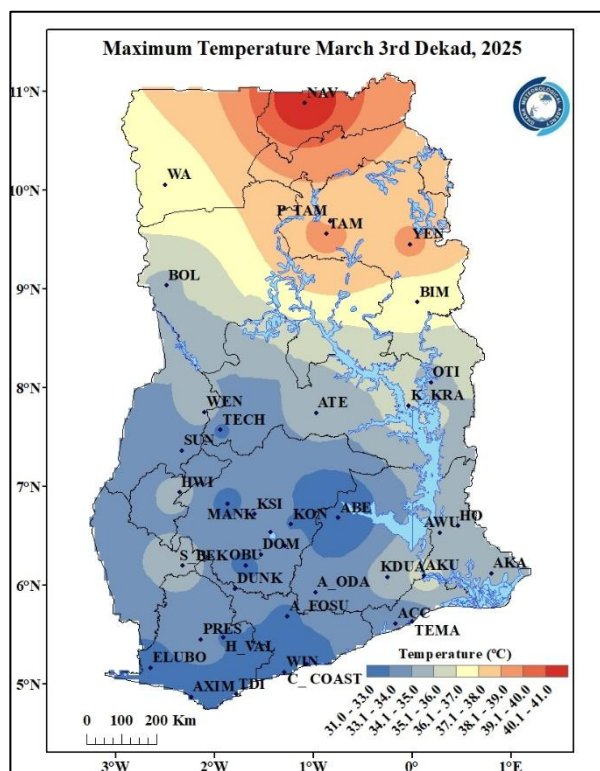 Maximum Temperature March 3rd Dekad, 2025
11°N
NAV
WA
10°N
P_TAM
TAM
YEN
BOL
9°N
BIM
OTI
8°N
K_KRA
WEN
ATE
TECH
SUN
7°N
HWI
KSI
MANK
KON
ABE
HO
AWU
DOM
S_BEK
OBU
KDUA
AKU
AKA
6°N
DUNK
A_ODA
A_FOSU
ACC
PRES
TEMA
H_VAL
ELUBO
WIN
Temperature (°C)
5°N
C_COAST
TDI
AXIM
31.0 - 33.0
33.1 - 34.0
34.1 - 35.0
35.1 - 36.0
36.1 - 37.0
37.1 - 38.0
38.1 - 39.0
39.1 - 40.0
40.1 - 41.0
0 100 200 Km
3°W
2°W
1°W
0°
1°E